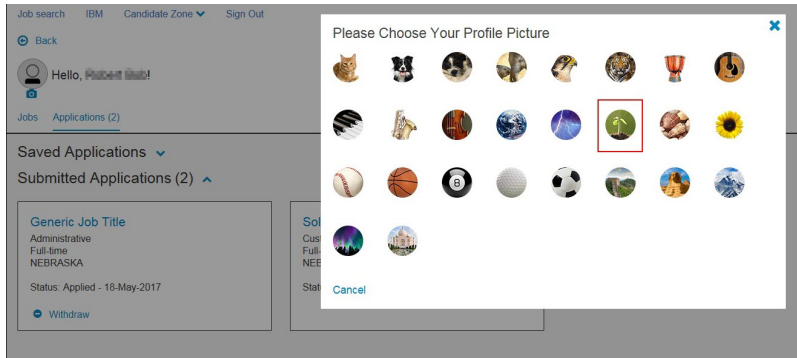 Job search IBM Candidate Zone Sign Out
Back
Hello, !
Jobs Applications (2)
Saved Applications
Submitted Applications (2)
Generic Job Title
Administrative
Full-time
NEBRASKA
Status: Applied - 18-May-2017
Withdraw
Sol
Cust
Full-
NEB
Stat
Please Choose Your Profile Picture
8
Cancel